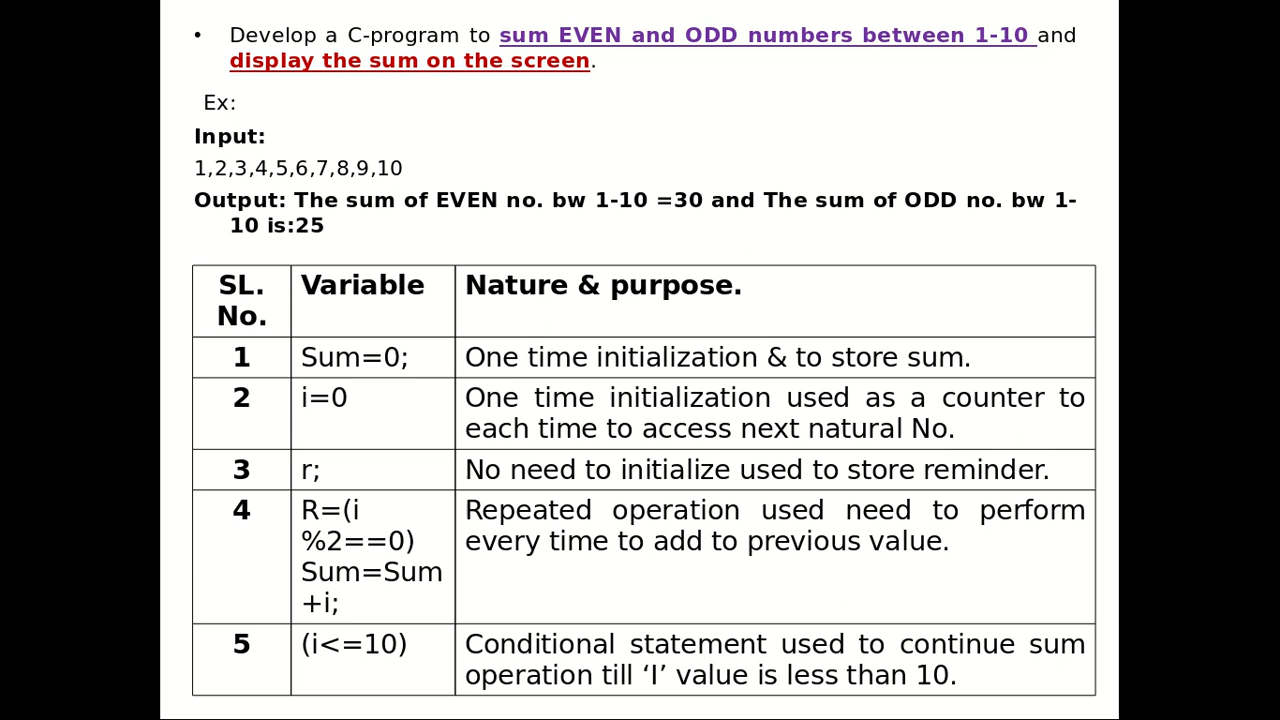 • Develop a C-program to sum EVEN and ODD numbers between 1-10 and
display the sum on the screen.
Ex:
Input:
1,2,3,4,5,6,7,8,9,10
Output: The sum of EVEN no. bw 1-10 =30 and The sum of ODD no. bw 1-
10 is:25
SL. No. Variable Nature & purpose.
1 Sum=0; One time initialization & to store sum.
2 i=0 One time initialization used as a counter to
each time to access next natural No.
3 r; No need to initialize used to store reminder.
4 R=(i Repeated operation used need to perform
%2==0) every time to add to previous value.
Sum=Sum
+i;
5 (i<=10) Conditional statement used to continue sum
operation till ‘I’ value is less than 10.